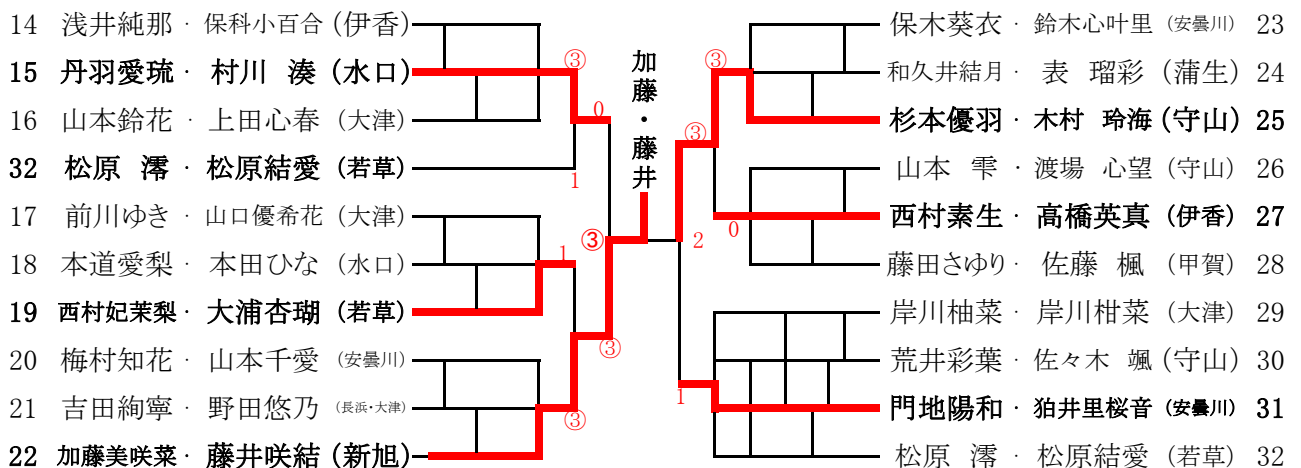 14 浅井純那 · 保科小百合 (伊香)
15 丹羽愛琉 · 村川 湊 (水口)
16 山本鈴花 · 上田心春 (大津)
32 松原 澪 · 松原結愛 (若草)
17 前川ゆき · 山口優希花 (大津)
18 本道愛梨 · 本田ひな (水口)
19 西村妃茉梨 · 大浦杏瑚 (若草)
20 梅村知花 · 山本千愛 (安曇川)
21 吉田絢寧 · 野田悠乃 (長浜・大津)
22 加藤美咲菜 · 藤井咲結 (新旭)
③
0
1
1
③
③
③
加藤・藤井
③
③
0
2
1
保木葵衣 · 鈴木心叶里 (安曇川) 23
和久井結月 · 表 瑠彩 (蒲生) 24
杉本優羽 · 木村 玲海 (守山) 25
山本 雫 · 渡場 心望 (守山) 26
西村素生 · 高橋英真 (伊香) 27
藤田さゆり · 佐藤 楓 (甲賀) 28
岸川柚菜 · 岸川柑菜 (大津) 29
荒井彩葉 · 佐々木 颯 (守山) 30
門地陽和 · 狛井里桜音 (安曇川) 31
松原 澪 · 松原結愛 (若草) 32